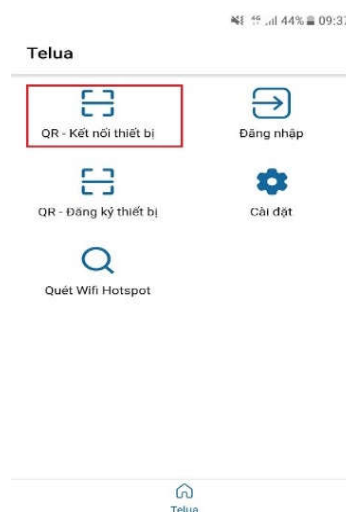 44% 09:37
Telua
QR - Kết nối thiết bị
Đăng nhập
QR - Đăng ký thiết bị
Cài đặt
Quét Wifi Hotspot
Telua